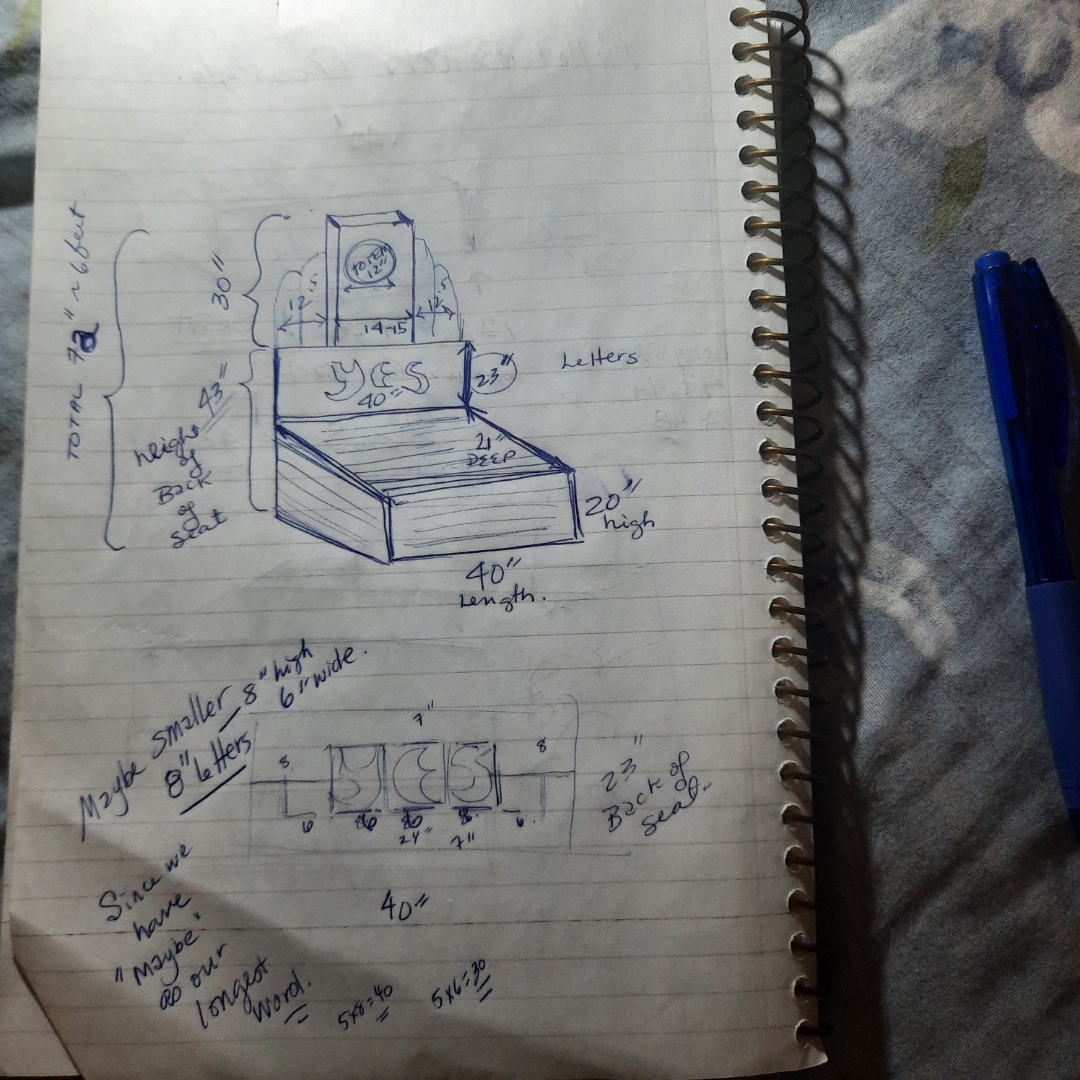 TOTAL 72" ~ 6 feet
30"
TOTEM
12"
12.5
12.5
14-15
43"
height
of
Back
of
Seat
YES
40"
23"
Letters
21"
DEEP
20"
high
40"
Length.
Maybe smaller 8" high
6" wide.
8" letters
7"
8
8
YES
6
6
24"
7"
23"
Back of
Seat.
40"
Since we
have
"Maybe"
as our
longest
word.
5x8=40
5x6=30